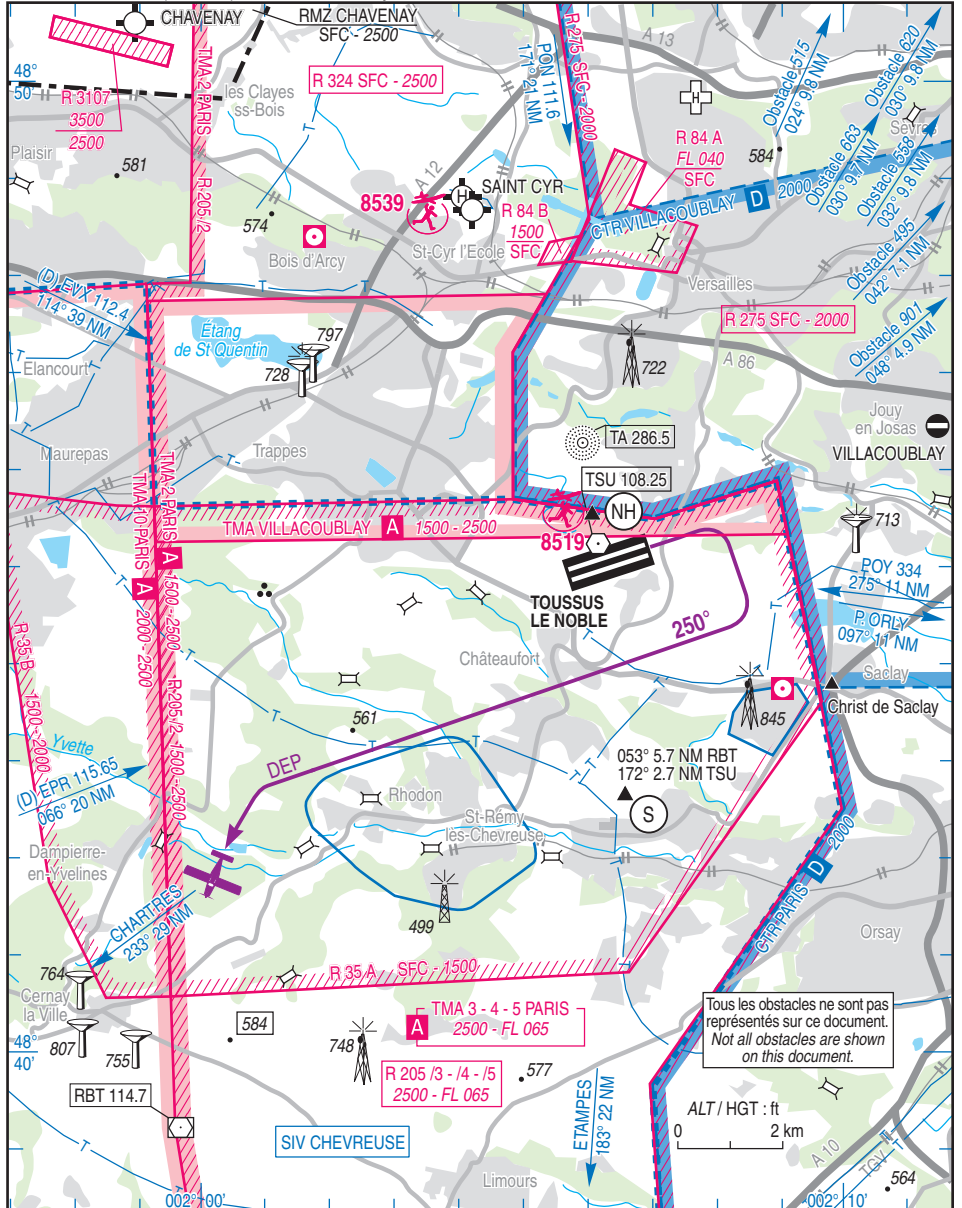 CHAVENAY
RMZ CHAVENAY
SFC - 2500
A 13
48°
50'
R 3107
3500
2500
TMA 2 PARIS
R 205/2
les Clayes
ss-Bois
R 324 SFC - 2500
PON 111.6
171° 21 NM
R 275 SFC - 2000
Obstacle 515
024° 9.8 NM
Obstacle 620
030° 9.8 NM
Obstacle 663
030° 9.7 NM
Obstacle 558
032° 9.8 NM
Obstacle 495
042° 7.1 NM
Obstacle 901
048° 4.9 NM
Sèvres
Plaisir
581
574
Bois d'Arcy
A 12
8539
H
SAINT CYR
St-Cyr l'Ecole
R 84 B
1500
SFC
R 84 A
FL 040
SFC
H
584
CTR VILLACOUBLAY D 2000
Versailles
R 275 SFC - 2000
(D) EVX 112.4
114° 39 NM
Elancourt
Étang
de St Quentin
797
728
722
A 86
Jouy
en Josas
VILLACOUBLAY
Maurepas
Trappes
TA 286.5
TSU 108.25
NH
8519
TMA VILLACOUBLAY A 1500 - 2500
TMA 10 PARIS A 2000-2500
TMA 2 PARIS A 1500-2500
R 205/2 1500-2500
713
TOUSSUS
LE NOBLE
POY 334
275° 11 NM
P. ORLY
097° 11 NM
250°
Châteaufort
Saclay
Christ de Saclay
845
R 35 B 1500-2000
Yvette
(D) EPR 115.65
066° 20 NM
561
DEP
053° 5.7 NM RBT
172° 2.7 NM TSU
S
Rhodon
St-Rémy
lès-Chevreuse
Dampierre-
en-Yvelines
CHARTRES
233° 29 NM
499
CTR PARIS D 2000
Orsay
764
Cernay
la Ville
R 35 A SFC - 1500
807
755
584
748
A
TMA 3 - 4 - 5 PARIS
2500 - FL 065
R 205 /3 - /4 - /5
2500 - FL 065
577
Tous les obstacles ne sont pas
représentés sur ce document.
Not all obstacles are shown
on this document.
48°
40'
RBT 114.7
SIV CHEVREUSE
ETAMPES
183° 22 NM
ALT / HGT : ft
0 2 km
A 10
TGV
564
Limours
002° 00'
002° 10'